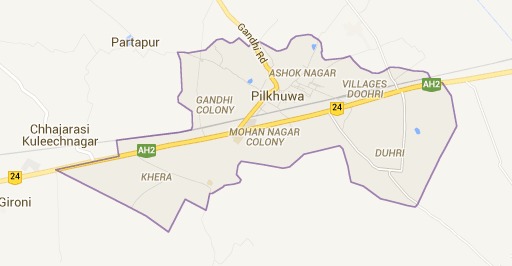 Partapur
Gandhi Rd
ASHOK NAGAR
Pilkhuwa
VILLAGES
DOOHRI
AH2
GANDHI
COLONY
24
Chhajarasi
Kuleechnagar
MOHAN NAGAR
COLONY
AH2
DUHRI
24
KHERA
Gironi